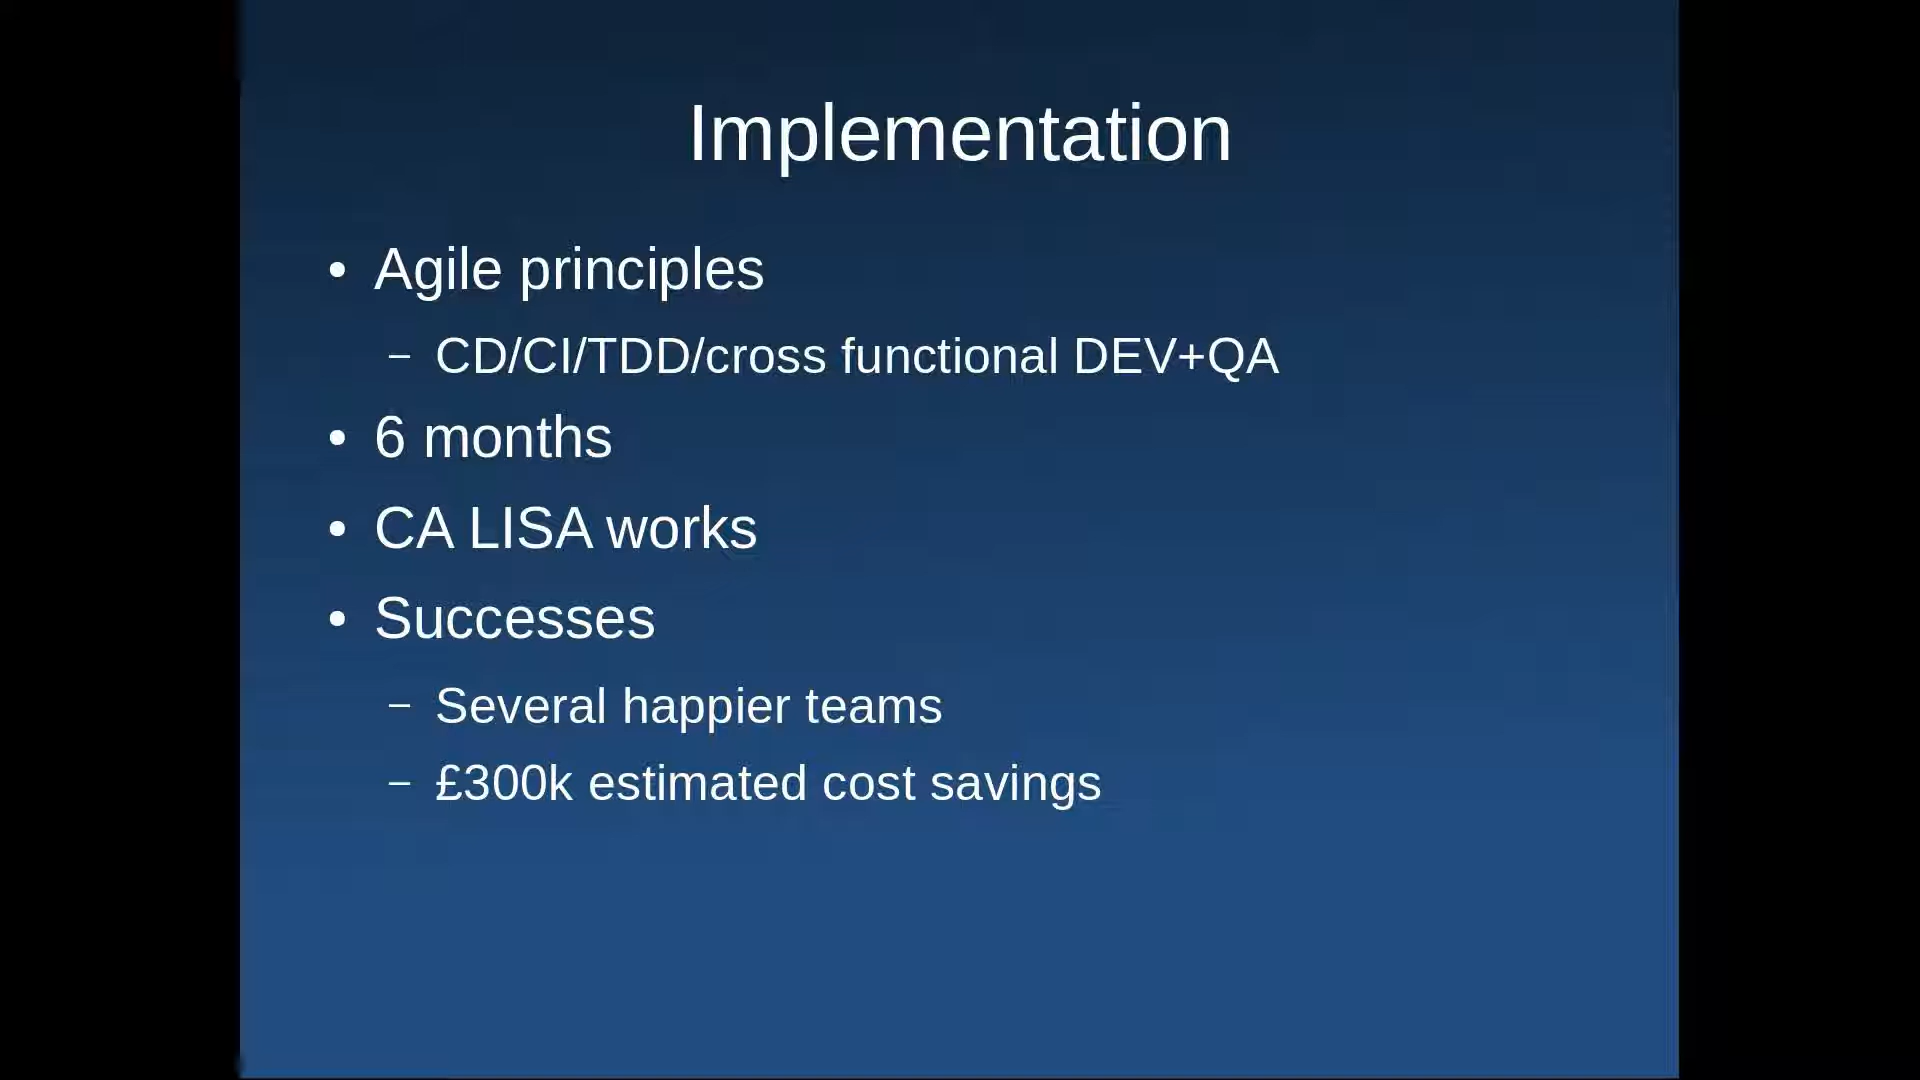 Implementation
• Agile principles
– CD/CI/TDD/cross functional DEV+QA
• 6 months
• CA LISA works
• Successes
– Several happier teams
– £300k estimated cost savings